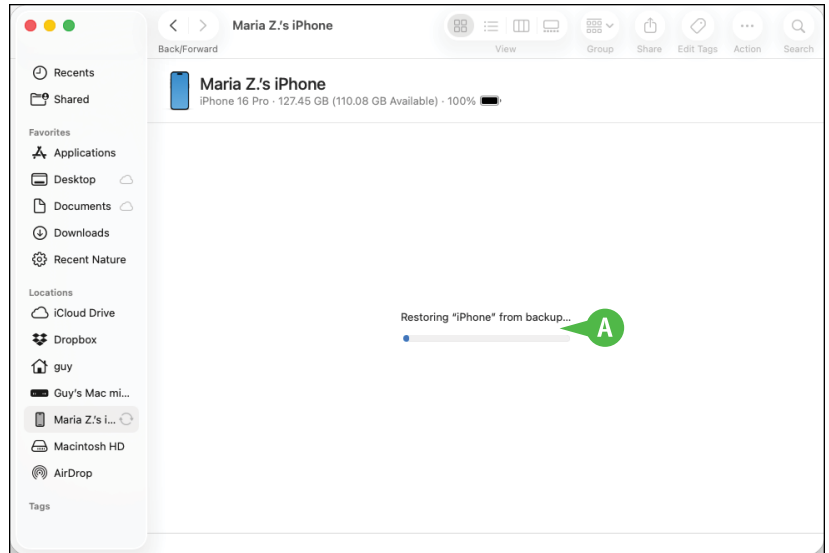 Maria Z.'s iPhone
Back/Forward
View
Group
Share
Edit Tags
Action
Search
Recents
Shared
Favorites
Applications
Desktop
Documents
Downloads
Recent Nature
Locations
iCloud Drive
Dropbox
guy
Guy's Mac mi...
Maria Z.'s i...
Macintosh HD
AirDrop
Tags
Maria Z.'s iPhone
iPhone 16 Pro · 127.45 GB (110.08 GB Available) · 100%
Restoring "iPhone" from backup...
A